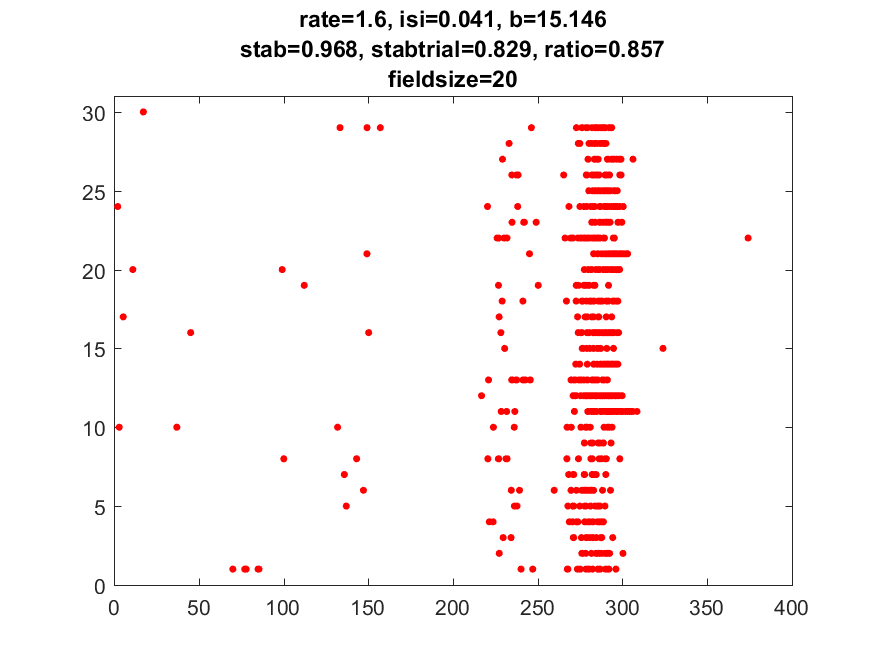 rate=1.6, isi=0.041, b=15.146
stab=0.968, stabtrial=0.829, ratio=0.857
fieldsize=20
30
25
20
15
10
5
0
0 50 100 150 200 250 300 350 400